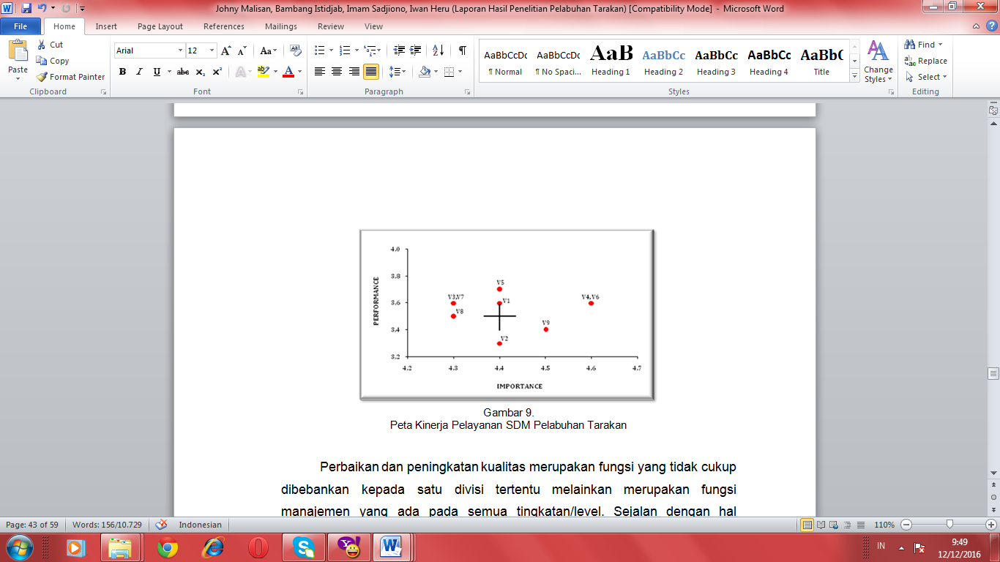 Johny Malisan, Bambang Istidjab, Imam Sadjiono, Iwan Heru (Laporan Hasil Penelitian Pelabuhan Tarakan) [Compatibility Mode] - Microsoft Word
File Home Insert Page Layout References Mailings Review View
Paste
Cut
Copy
Format Painter
Clipboard
Arial 12
Font
Paragraph
AaBbCcDc AaBbCcDc AaB AaBbCc AaBbCc AaBbCc AaBbC
¶ Normal ¶ No Spaci... Heading 1 Heading 2 Heading 3 Heading 4 Title
Change
Styles
Styles
Find
Replace
Select
Editing
PERFORMANCE
4.0
3.8
3.6
3.4
3.2
V5
V3,V7
V1
V4,V6
V8
V9
V2
4.2 4.3 4.4 4.5 4.6 4.7
IMPORTANCE
Gambar 9.
Peta Kinerja Pelayanan SDM Pelabuhan Tarakan
Perbaikan dan peningkatan kualitas merupakan fungsi yang tidak cukup
dibebankan kepada satu divisi tertentu melainkan merupakan fungsi
manajemen yang ada pada semua tingkatan/level. Sejalan dengan hal
Page: 43 of 59 Words: 156/10.729 Indonesian 110%
IN 9:49
12/12/2016